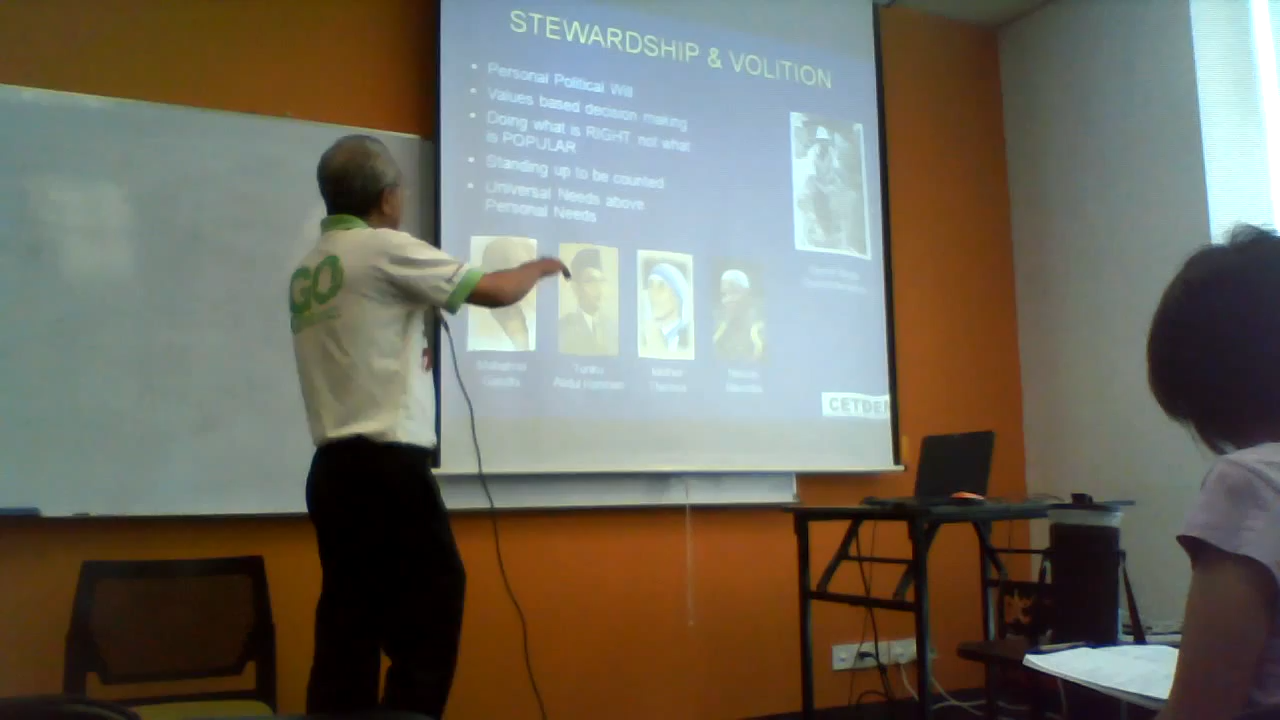 STEWARDSHIP & VOLITION
• Personal Political Will
• Values based decision making
• Doing what is RIGHT not what
is POPULAR
• Standing up to be counted
• Universal Needs above
Personal Needs
Mahatma
Gandhi
Tunku
Abdul Rahman
Mother
Theresa
Nelson
Mandela
CETDEM
GO